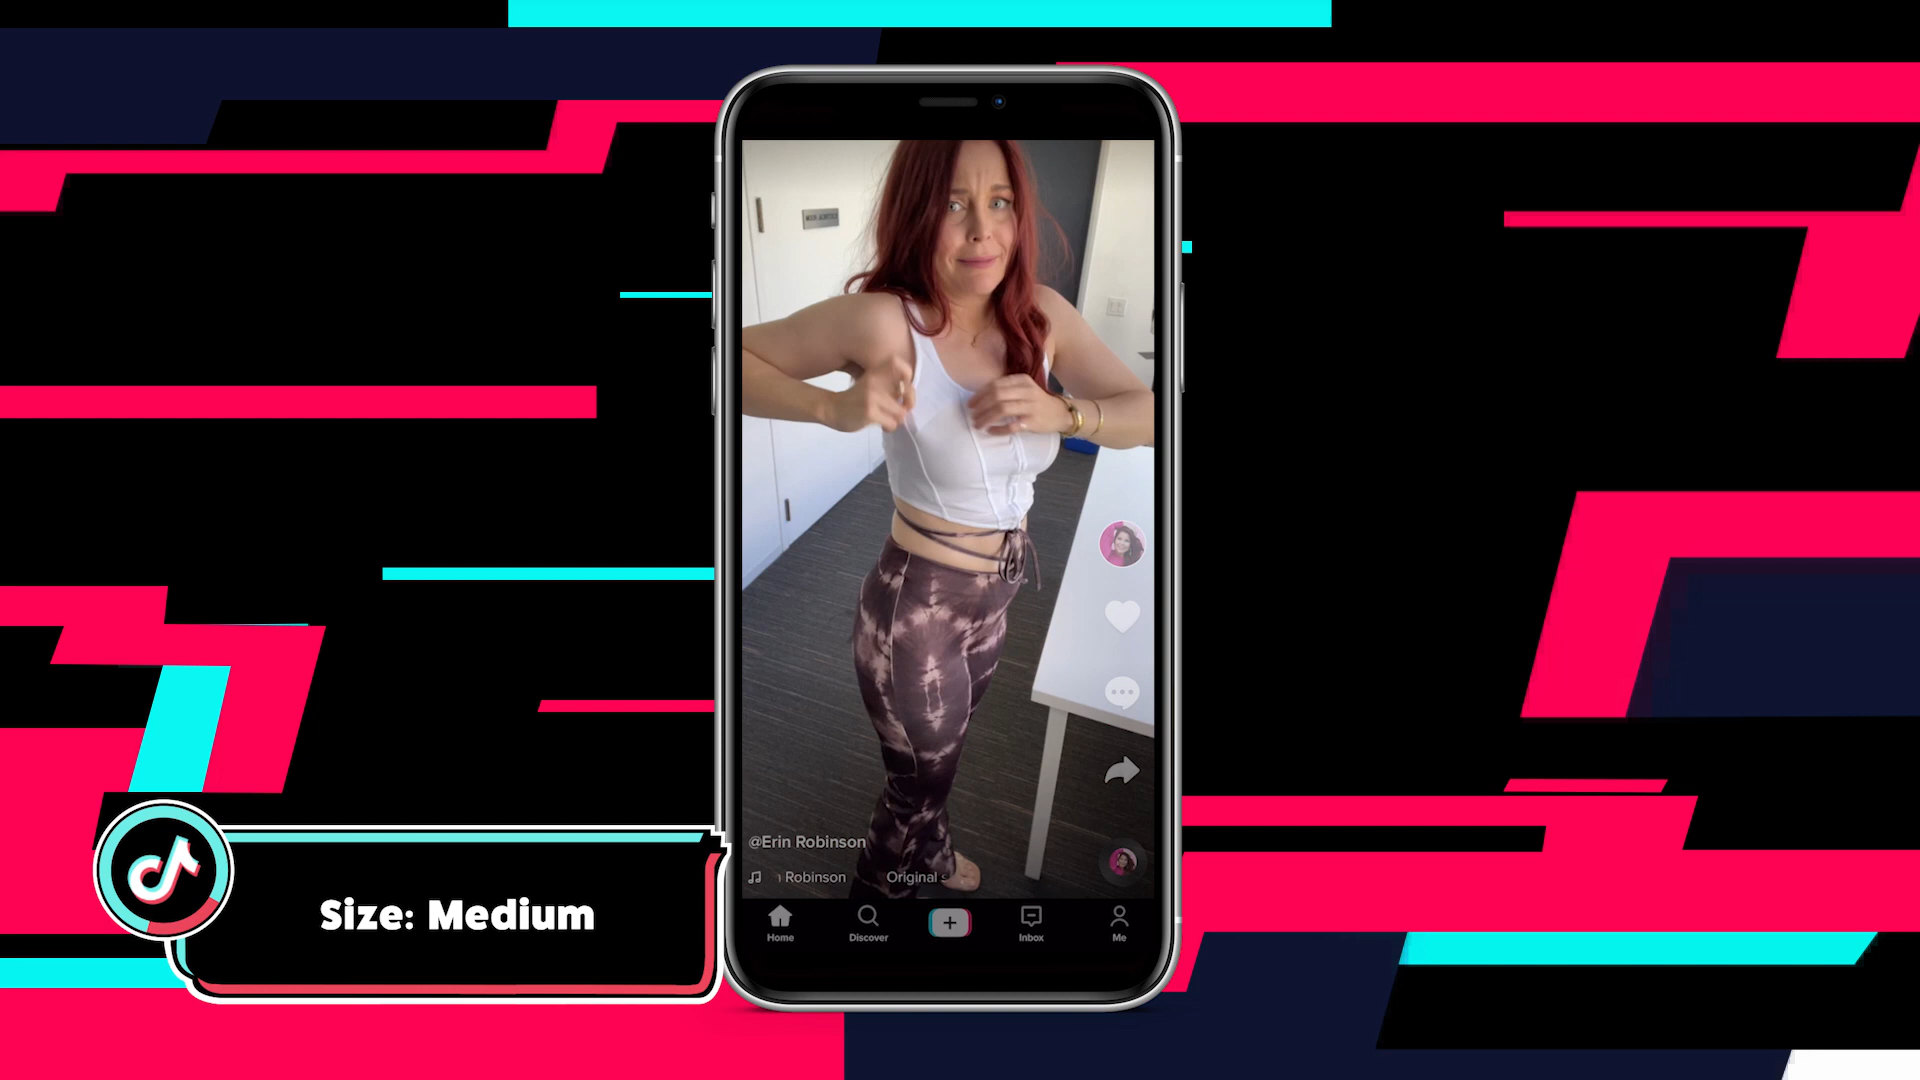 @Erin Robinson
Robinson Original
Home Discover Inbox Me
Size: Medium